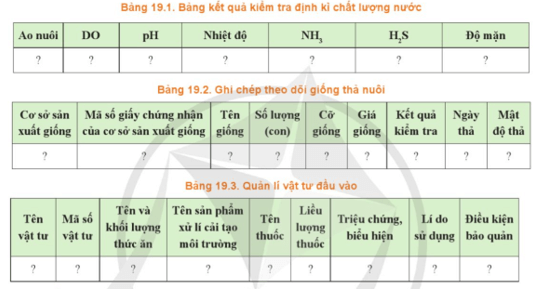 Bảng 19.1. Bảng kết quả kiểm tra định kì chất lượng nước
Ao nuôi DO pH Nhiệt độ NH₃ H₂S Độ mặn
? ? ? ? ? ? ?
Bảng 19.2. Ghi chép theo dõi giống thả nuôi
Cơ sở sản xuất giống Mã số giấy chứng nhận của cơ sở sản xuất giống Tên giống Số lượng (con) Cỡ giống Giá giống Kết quả kiểm tra Ngày thả Mật độ thả
? ? ? ? ? ? ? ? ?
Bảng 19.3. Quản lí vật tư đầu vào
Tên vật tư Mã số vật tư Tên và khối lượng thức ăn Tên sản phẩm xử lí cải tạo môi trường Tên thuốc Liều lượng thuốc Triệu chứng, biểu hiện Lí do sử dụng Điều kiện bảo quản
? ? ? ? ? ? ? ? ?